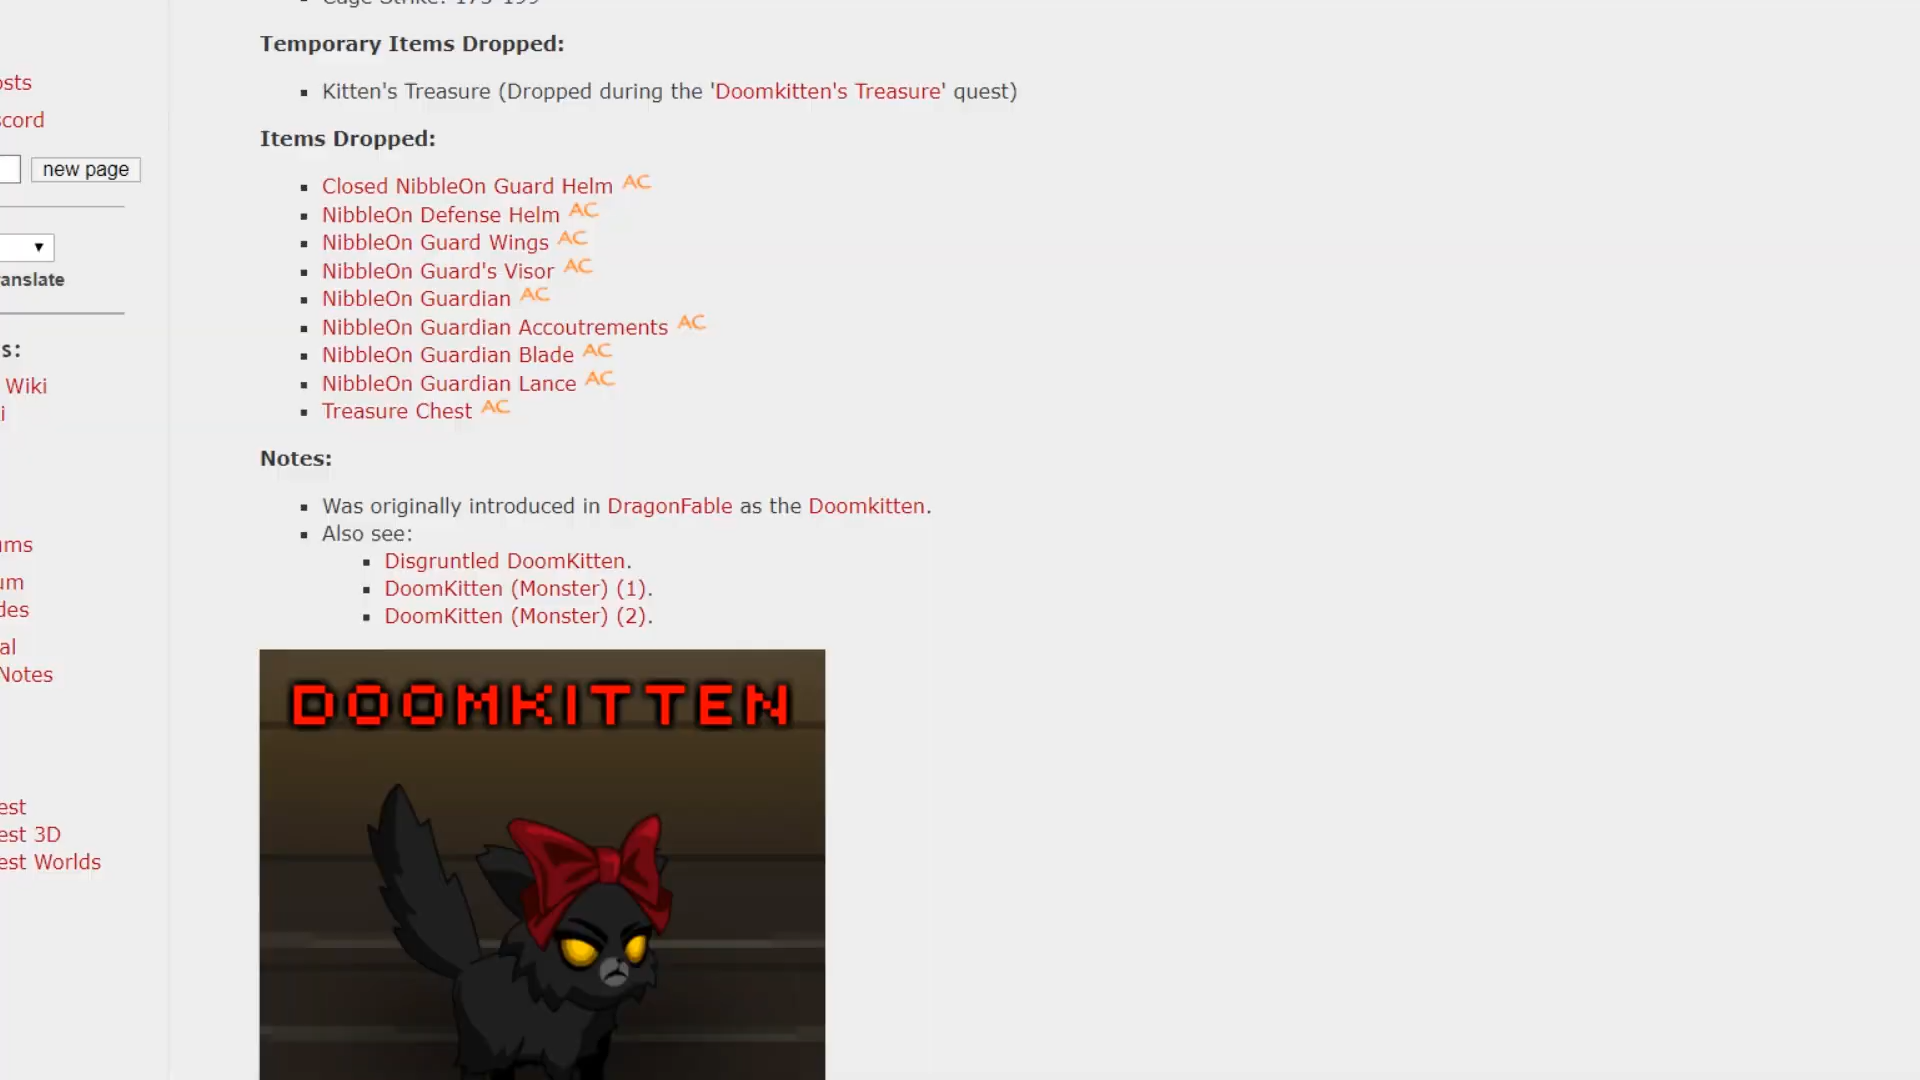 Temporary Items Dropped:
osts
Kitten's Treasure (Dropped during the 'Doomkitten's Treasure' quest)
scord
Items Dropped:
new page
Closed NibbleOn Guard Helm AC
NibbleOn Defense Helm AC
NibbleOn Guard Wings AC
NibbleOn Guard's Visor AC
anslate
NibbleOn Guardian AC
NibbleOn Guardian Accoutrements AC
s:
NibbleOn Guardian Blade AC
Wiki
NibbleOn Guardian Lance AC
i
Treasure Chest AC
Notes:
Was originally introduced in DragonFable as the Doomkitten.
Also see:
ums
Disgruntled DoomKitten.
um
DoomKitten (Monster) (1).
des
DoomKitten (Monster) (2).
al
Notes
DOOMKITTEN
est
est 3D
est Worlds